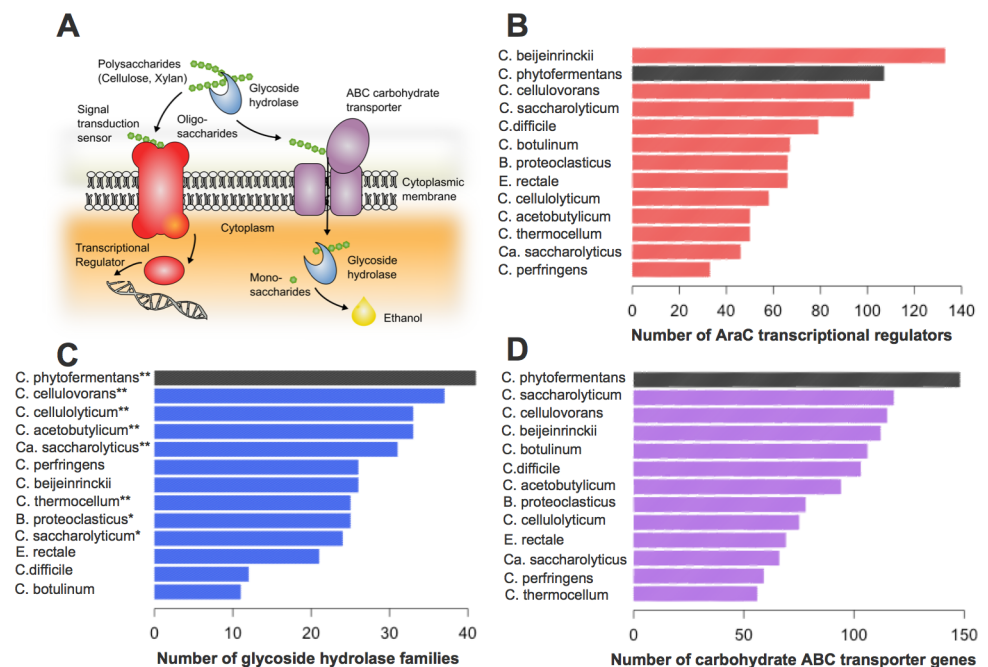 A
Polysaccharides
(Cellulose, Xylan)
Glycoside
hydrolase
ABC carbohydrate
transporter
Signal
transduction
sensor
Oligo-
saccharides
Cytoplasmic
membrane
Cytoplasm
Transcriptional
Regulator
Glycoside
hydrolase
Mono-
saccharides
Ethanol
B
C. beijeinrinckii
C. phytofermentans
C. cellulovorans
C. saccharolyticum
C.difficile
C. botulinum
B. proteoclasticus
E. rectale
C. cellulolyticum
C. acetobutylicum
C. thermocellum
Ca. saccharolyticus
C. perfringens
0 20 40 60 80 100 120 140
Number of AraC transcriptional regulators
C
C. phytofermentans**
C. cellulovorans**
C. cellulolyticum**
C. acetobutylicum**
Ca. saccharolyticus**
C. perfringens
C. beijeinrinckii
C. thermocellum**
B. proteoclasticus*
C. saccharolyticum*
E. rectale
C.difficile
C. botulinum
0 10 20 30 40
Number of glycoside hydrolase families
D
C. phytofermentans
C. saccharolyticum
C. cellulovorans
C. beijeinrinckii
C. botulinum
C.difficile
C. acetobutylicum
B. proteoclasticus
C. cellulolyticum
E. rectale
Ca. saccharolyticus
C. perfringens
C. thermocellum
0 50 100 150
Number of carbohydrate ABC transporter genes